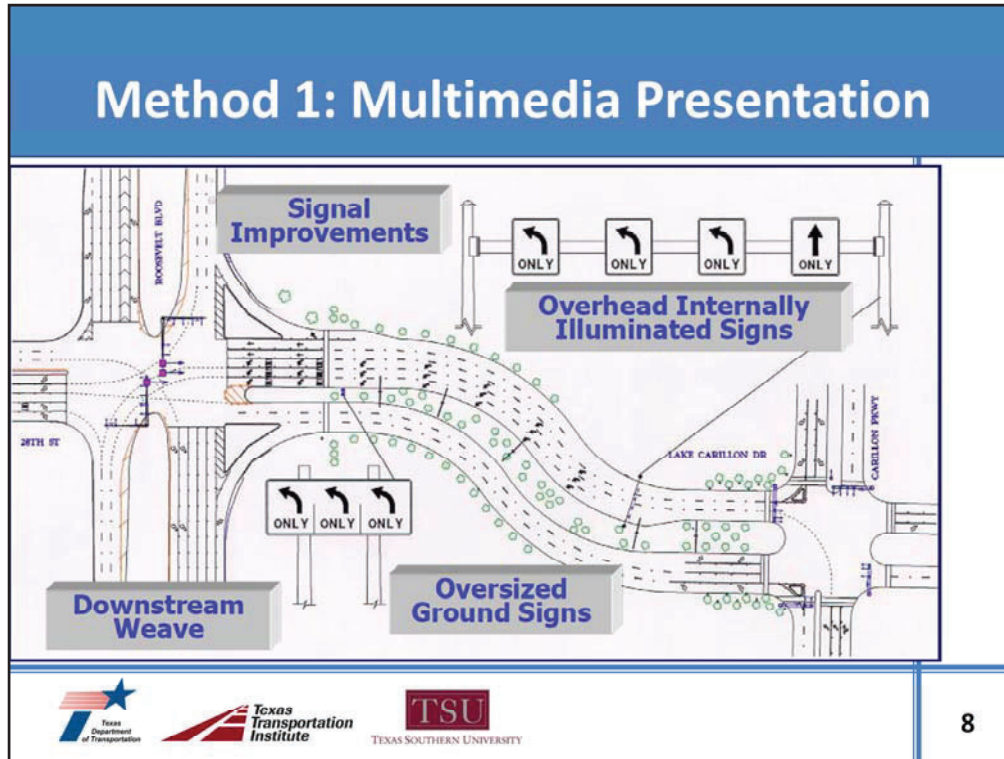 Method 1: Multimedia Presentation
ROOSEVELT BLVD
Signal
Improvements
ONLY
ONLY
ONLY
ONLY
Overhead Internally
Illuminated Signs
28TH ST
LAKE CARILLON DR
CARILLON PKWY
ONLY ONLY ONLY
Downstream
Weave
Oversized
Ground Signs
Texas
Department
of Transportation
Texas
Transportation
Institute
TSU
TEXAS SOUTHERN UNIVERSITY
8